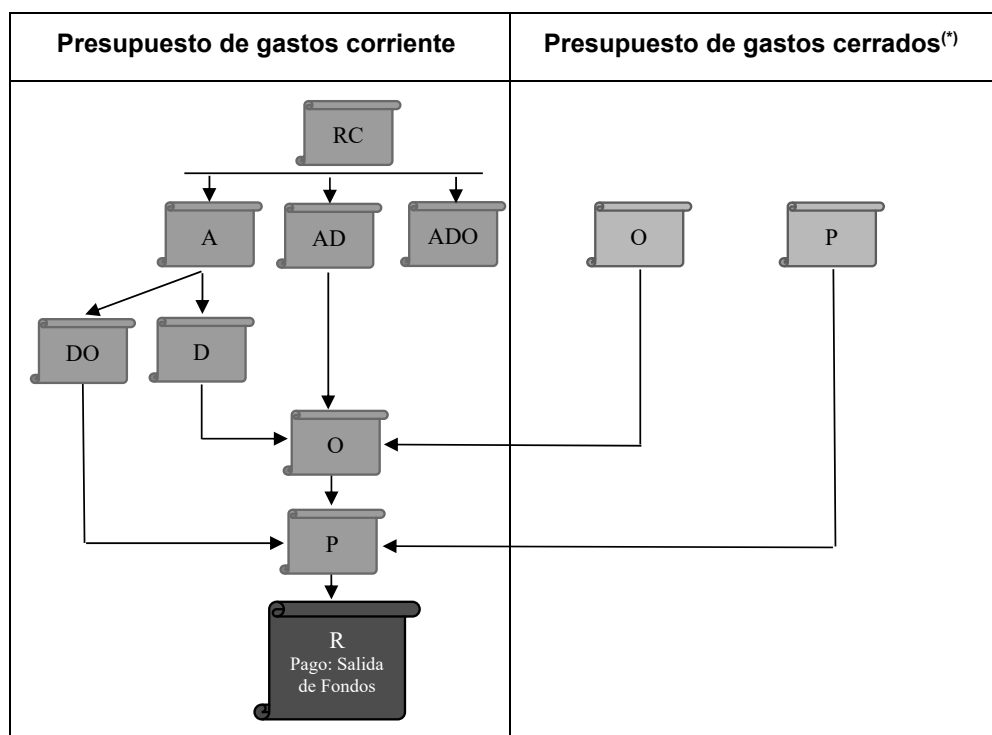 Presupuesto de gastos corriente
Presupuesto de gastos cerrados(*)
RC
A
AD
ADO
O
P
DO
D
O
P
R
Pago: Salida
de Fondos